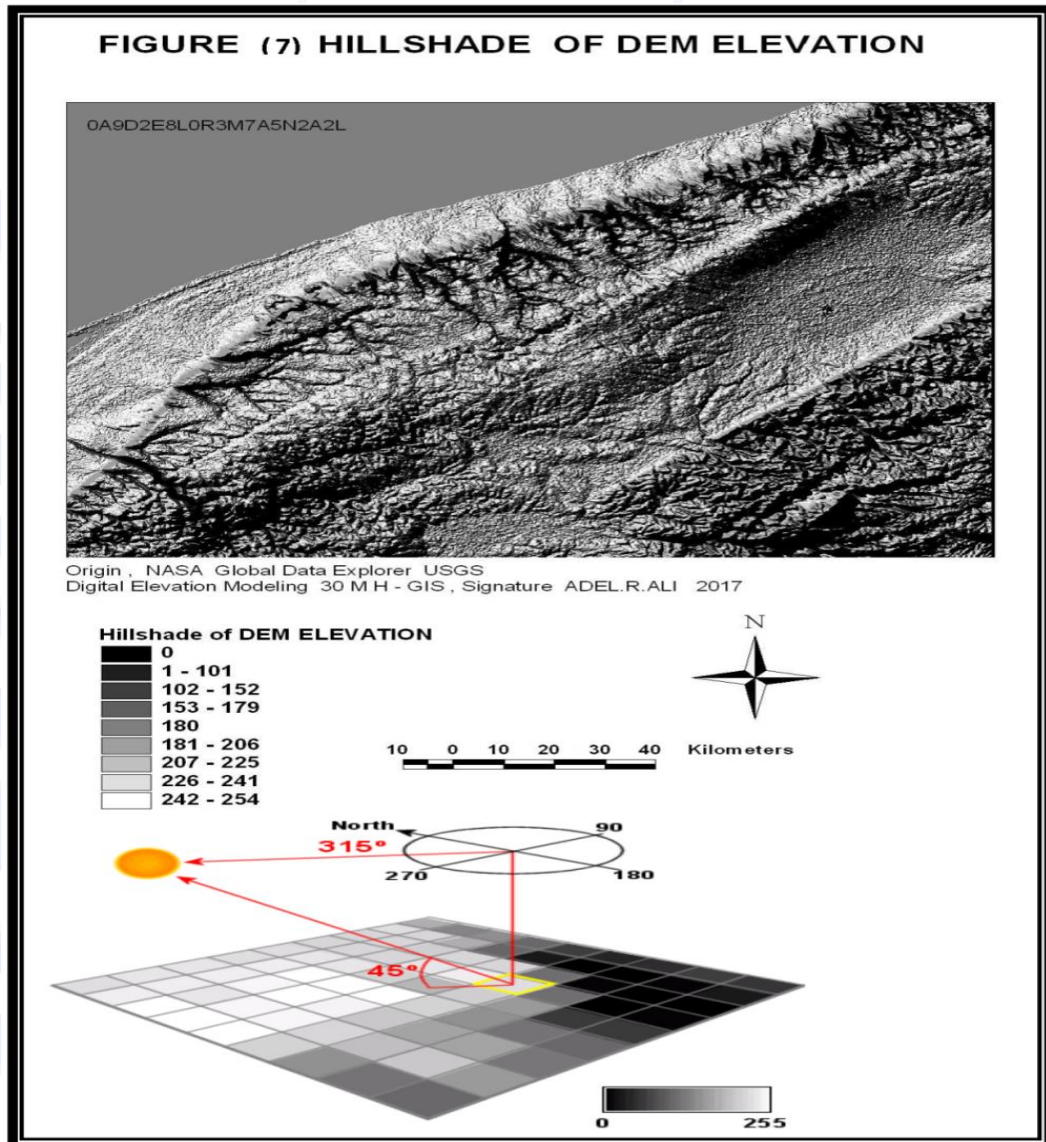 FIGURE (7) HILLSHADE OF DEM ELEVATION
0A9D2E8L0R3M7A5N2A2L
Origin , NASA Global Data Explorer USGS
Digital Elevation Modeling 30 M H - GIS , Signature ADEL.R.ALI 2017
Hillshade of DEM ELEVATION
0
1 - 101
102 - 152
153 - 179
180
181 - 206
207 - 225
226 - 241
242 - 254
N
10 0 10 20 30 40 Kilometers
North 90
315°
270 180
45°
0 255